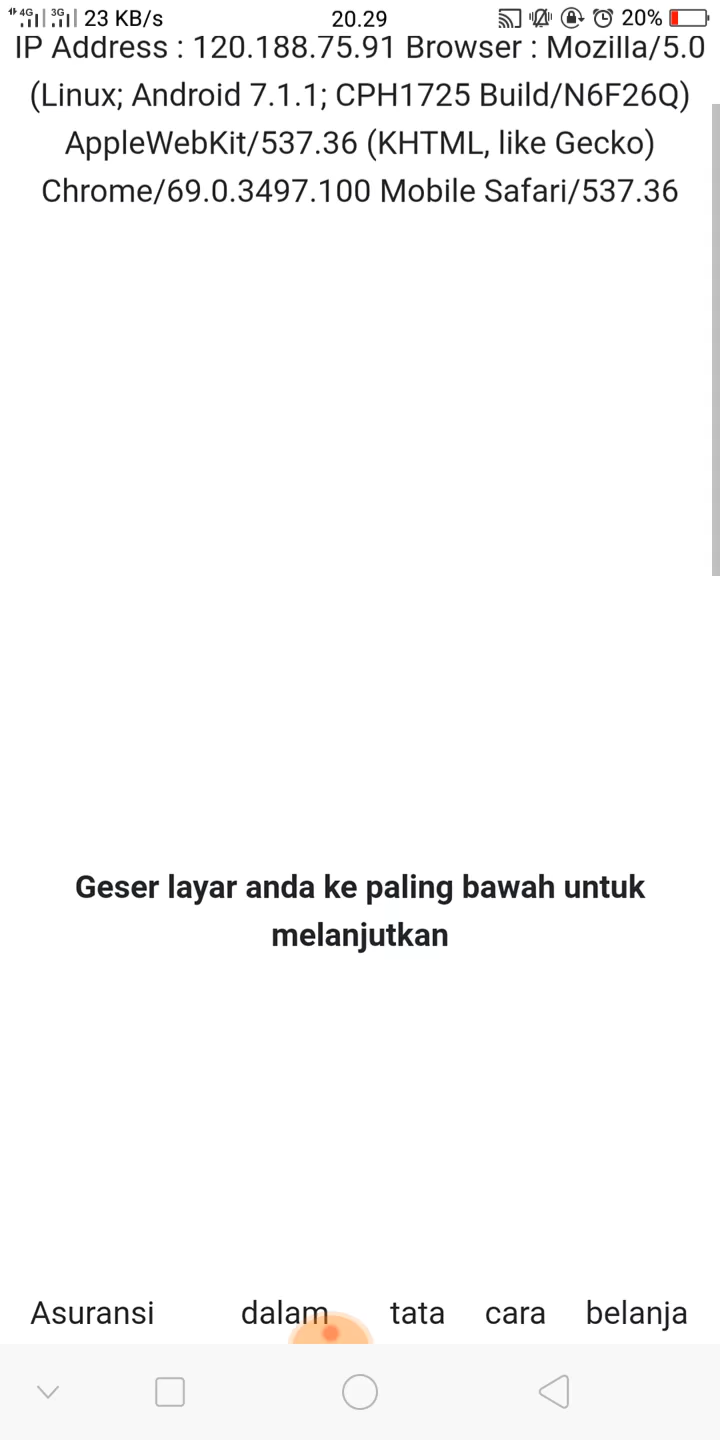 4G 3G 23 KB/s 20.29 20%
IP Address : 120.188.75.91 Browser : Mozilla/5.0
(Linux; Android 7.1.1; CPH1725 Build/N6F26Q)
AppleWebKit/537.36 (KHTML, like Gecko)
Chrome/69.0.3497.100 Mobile Safari/537.36
Geser layar anda ke paling bawah untuk
melanjutkan
Asuransi dalam tata cara belanja